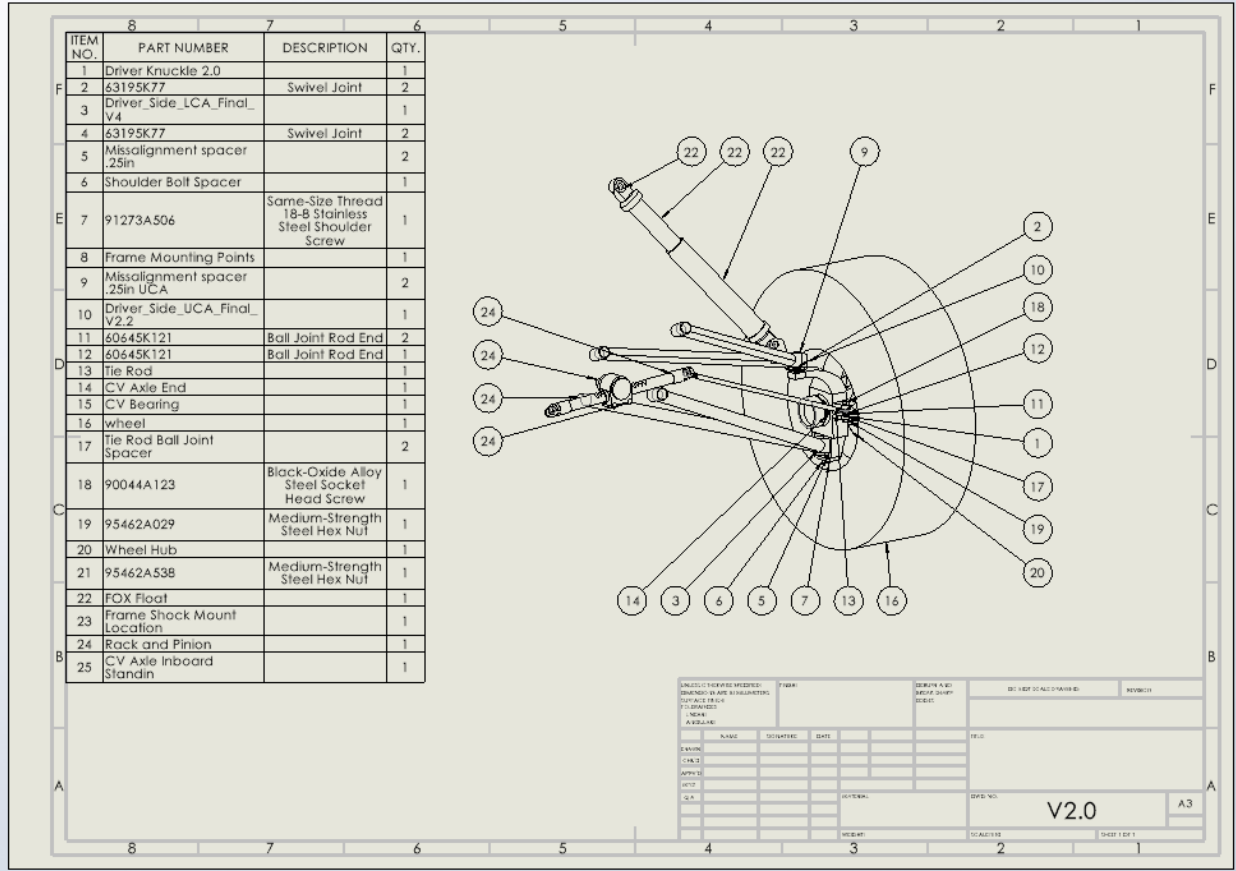 8 7 6 5 4 3 2 1
ITEM NO. PART NUMBER DESCRIPTION QTY.
1 Driver Knuckle 2.0 1
2 63195K77 Swivel Joint 2
3 Driver_Side_LCA_Final_
V4 1
4 63195K77 Swivel Joint 2
5 Missalignment spacer
.25in 2
6 Shoulder Bolt Spacer 1
7 91273A506 Same-Size Thread
18-8 Stainless
Steel Shoulder
Screw 1
8 Frame Mounting Points 1
9 Missalignment spacer
.25in UCA 2
10 Driver_Side_UCA_Final_
V2.2 1
11 60645K121 Ball Joint Rod End 2
12 60645K121 Ball Joint Rod End 1
13 Tie Rod 1
14 CV Axle End 1
15 CV Bearing 1
16 wheel 1
17 Tie Rod Ball Joint
Spacer 2
18 90044A123 Black-Oxide Alloy
Steel Socket
Head Screw 1
19 95462A029 Medium-Strength
Steel Hex Nut 1
20 Wheel Hub 1
21 95462A538 Medium-Strength
Steel Hex Nut 1
22 FOX Float 1
23 Frame Shock Mount
Location 1
24 Rack and Pinion 1
25 CV Axle Inboard
Standin 1
F
E
D
C
B
A
22 22 22 9
2
10
18
12
11
1
17
19
20
24
24
24
24
14 3 6 5 7 13 16
F
E
D
C
B
A
NAME SIGNATURE DATE
TITLE:
MATERIAL:
DWG NO.
V2.0
A3
WEIGHT:
SHEET 1 OF 1
8 7 6 5 4 3 2 1